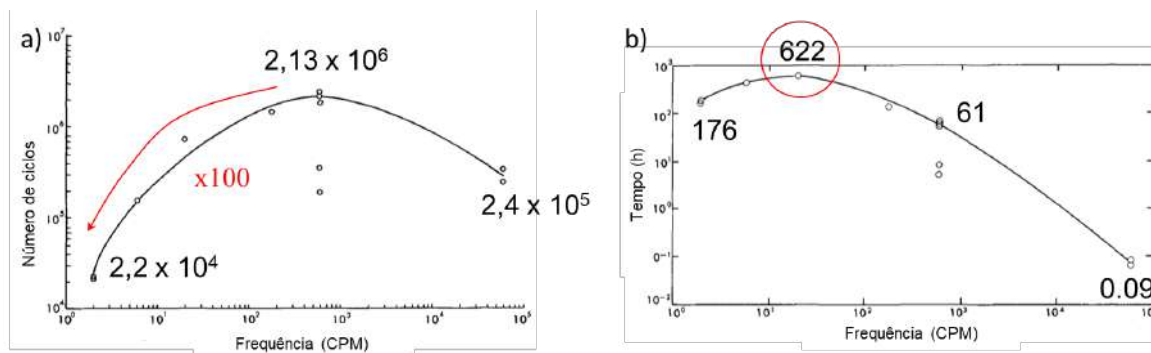 a)
10⁷
2,13 x 10⁶
10⁶
x100
10⁵
2,4 x 10⁵
2,2 x 10⁴
10⁴
10⁰ 10¹ 10² 10³ 10⁴ 10⁵
Número de ciclos
Frequência (CPM)
b)
622
10³
10²
176
61
10¹
10⁰
10⁻¹
0.09
10⁻²
10⁰ 10¹ 10² 10³ 10⁴
Tempo (h)
Frequência (CPM)